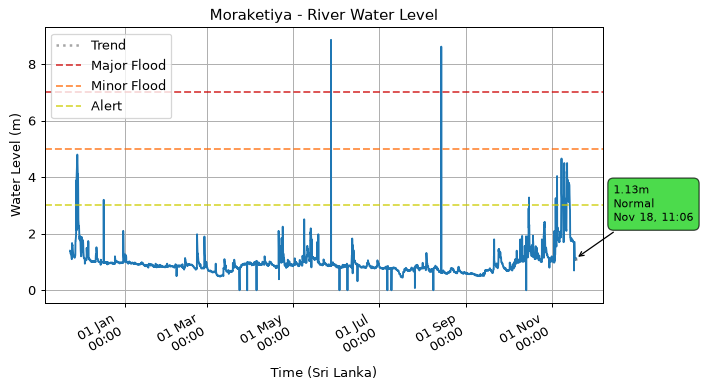 Moraketiya - River Water Level
Trend
Major Flood
Minor Flood
Alert
Water Level (m)
8
6
4
2
0
1.13m
Normal
Nov 18, 11:06
01 Jan
00:00
01 Mar
00:00
01 May
00:00
01 Jul
00:00
01 Sep
00:00
01 Nov
00:00
Time (Sri Lanka)